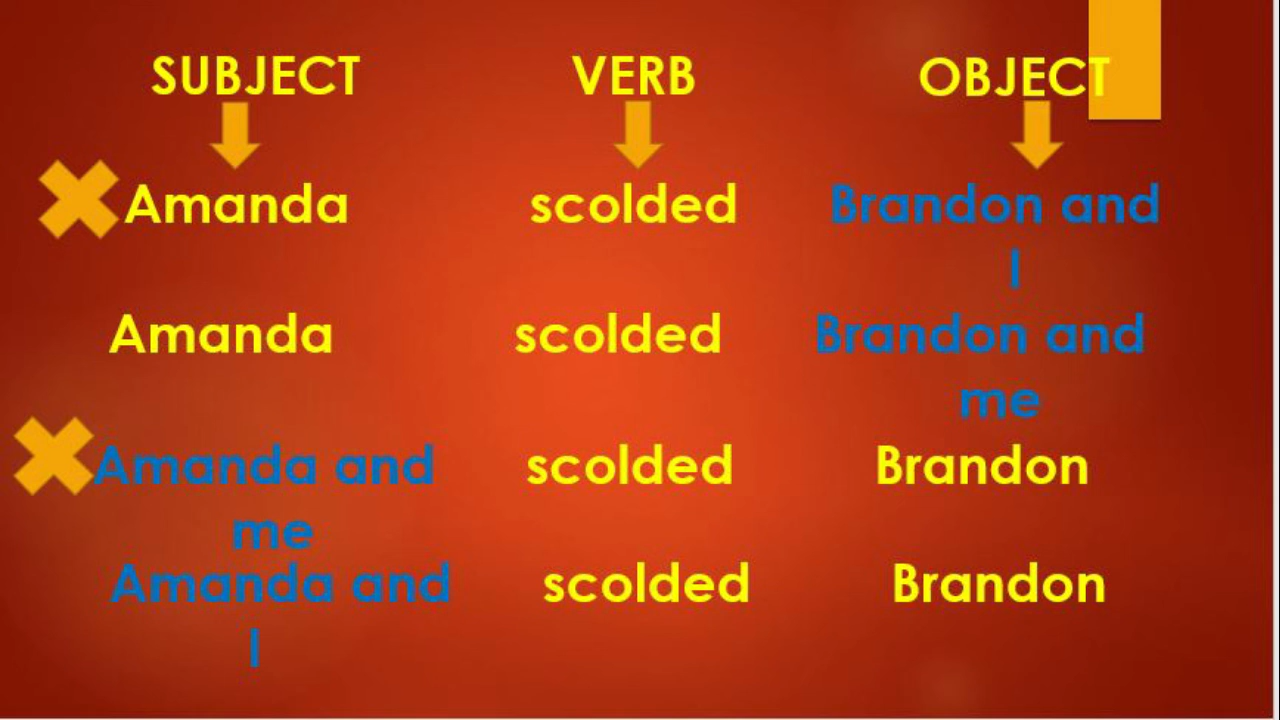 SUBJECT VERB OBJECT
Amanda scolded Brandon and
I
Amanda scolded Brandon and
me
Amanda and scolded Brandon
me
Amanda and scolded Brandon
I